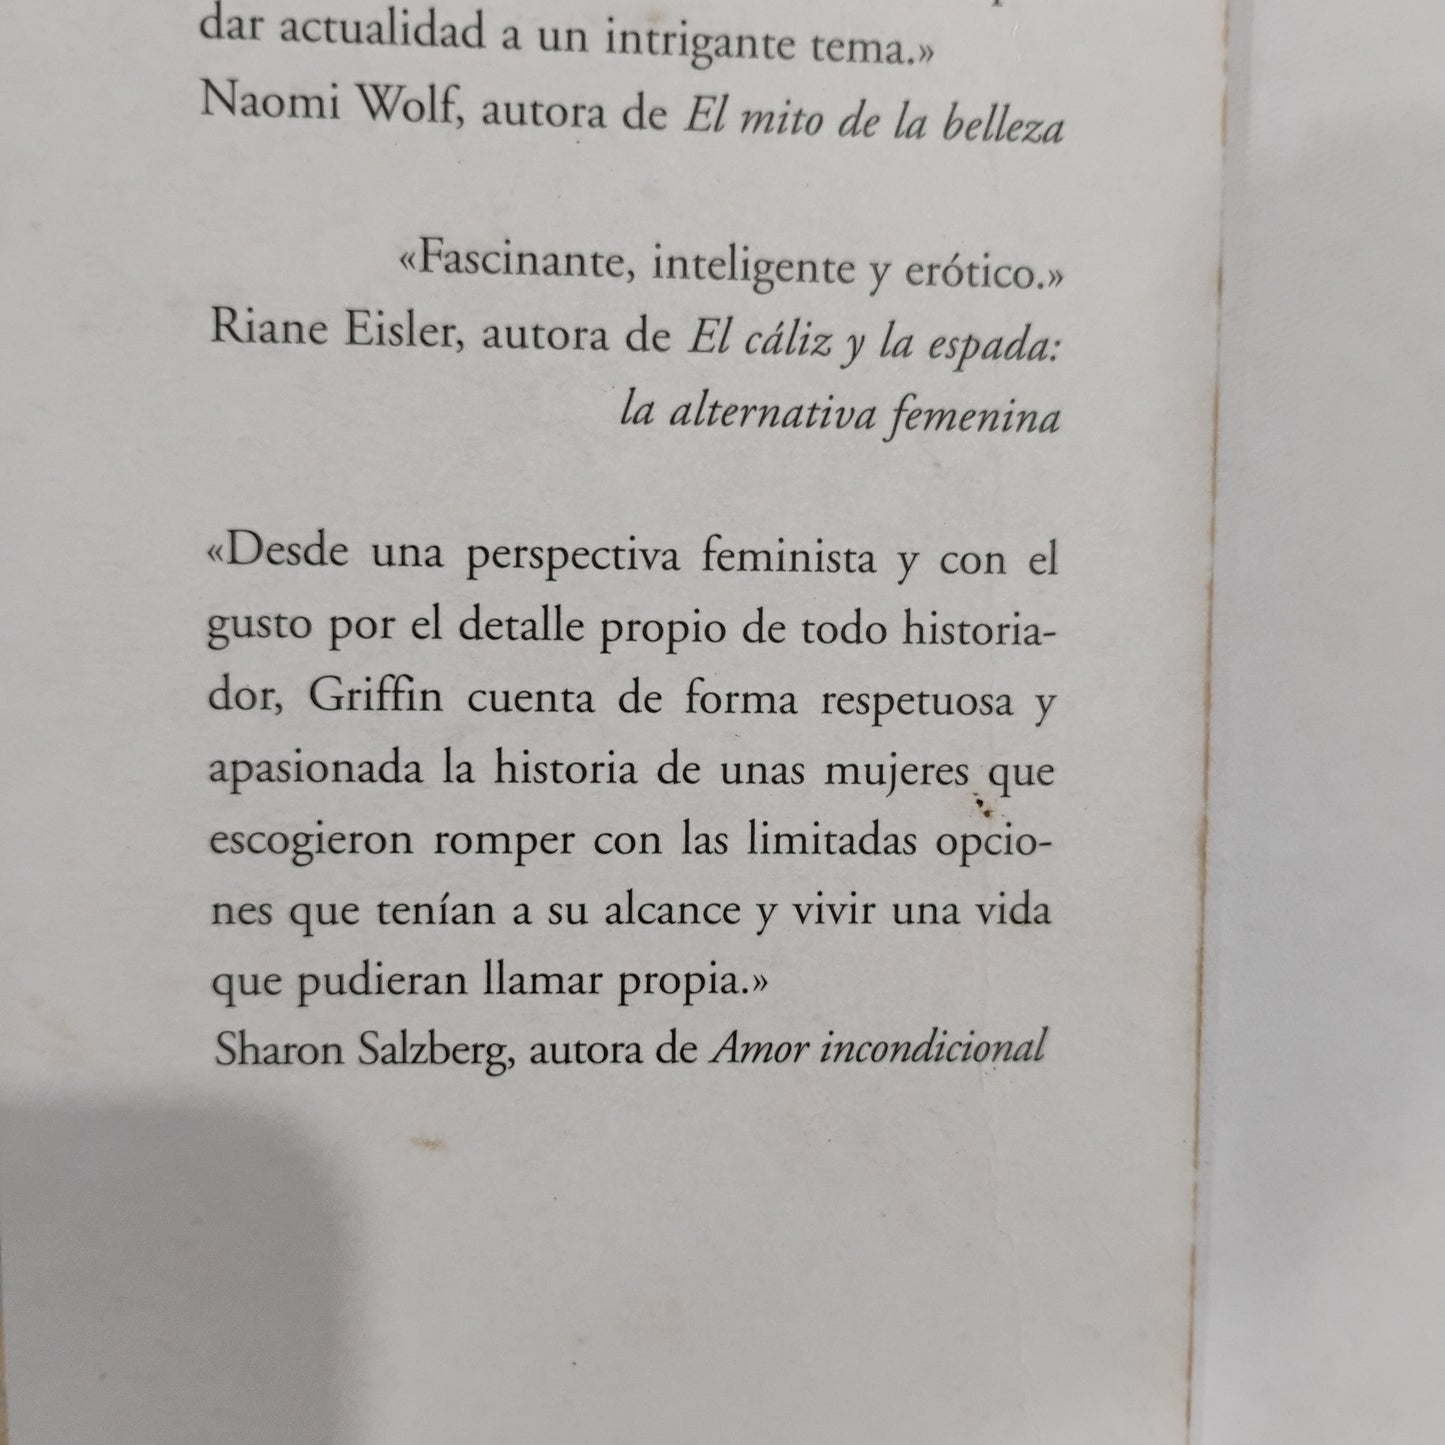 dar actualidad a un intrigante tema.»
Naomi Wolf, autora de El mito de la belleza
«Fascinante, inteligente y erótico.»
Riane Eisler, autora de El cáliz y la espada:
la alternativa femenina
«Desde una perspectiva feminista y con el
gusto por el detalle propio de todo historia-
dor, Griffin cuenta de forma respetuosa y
apasionada la historia de unas mujeres que
escogieron romper con las limitadas opcio-
nes que tenían a su alcance y vivir una vida
que pudieran llamar propia.»
Sharon Salzberg, autora de Amor incondicional